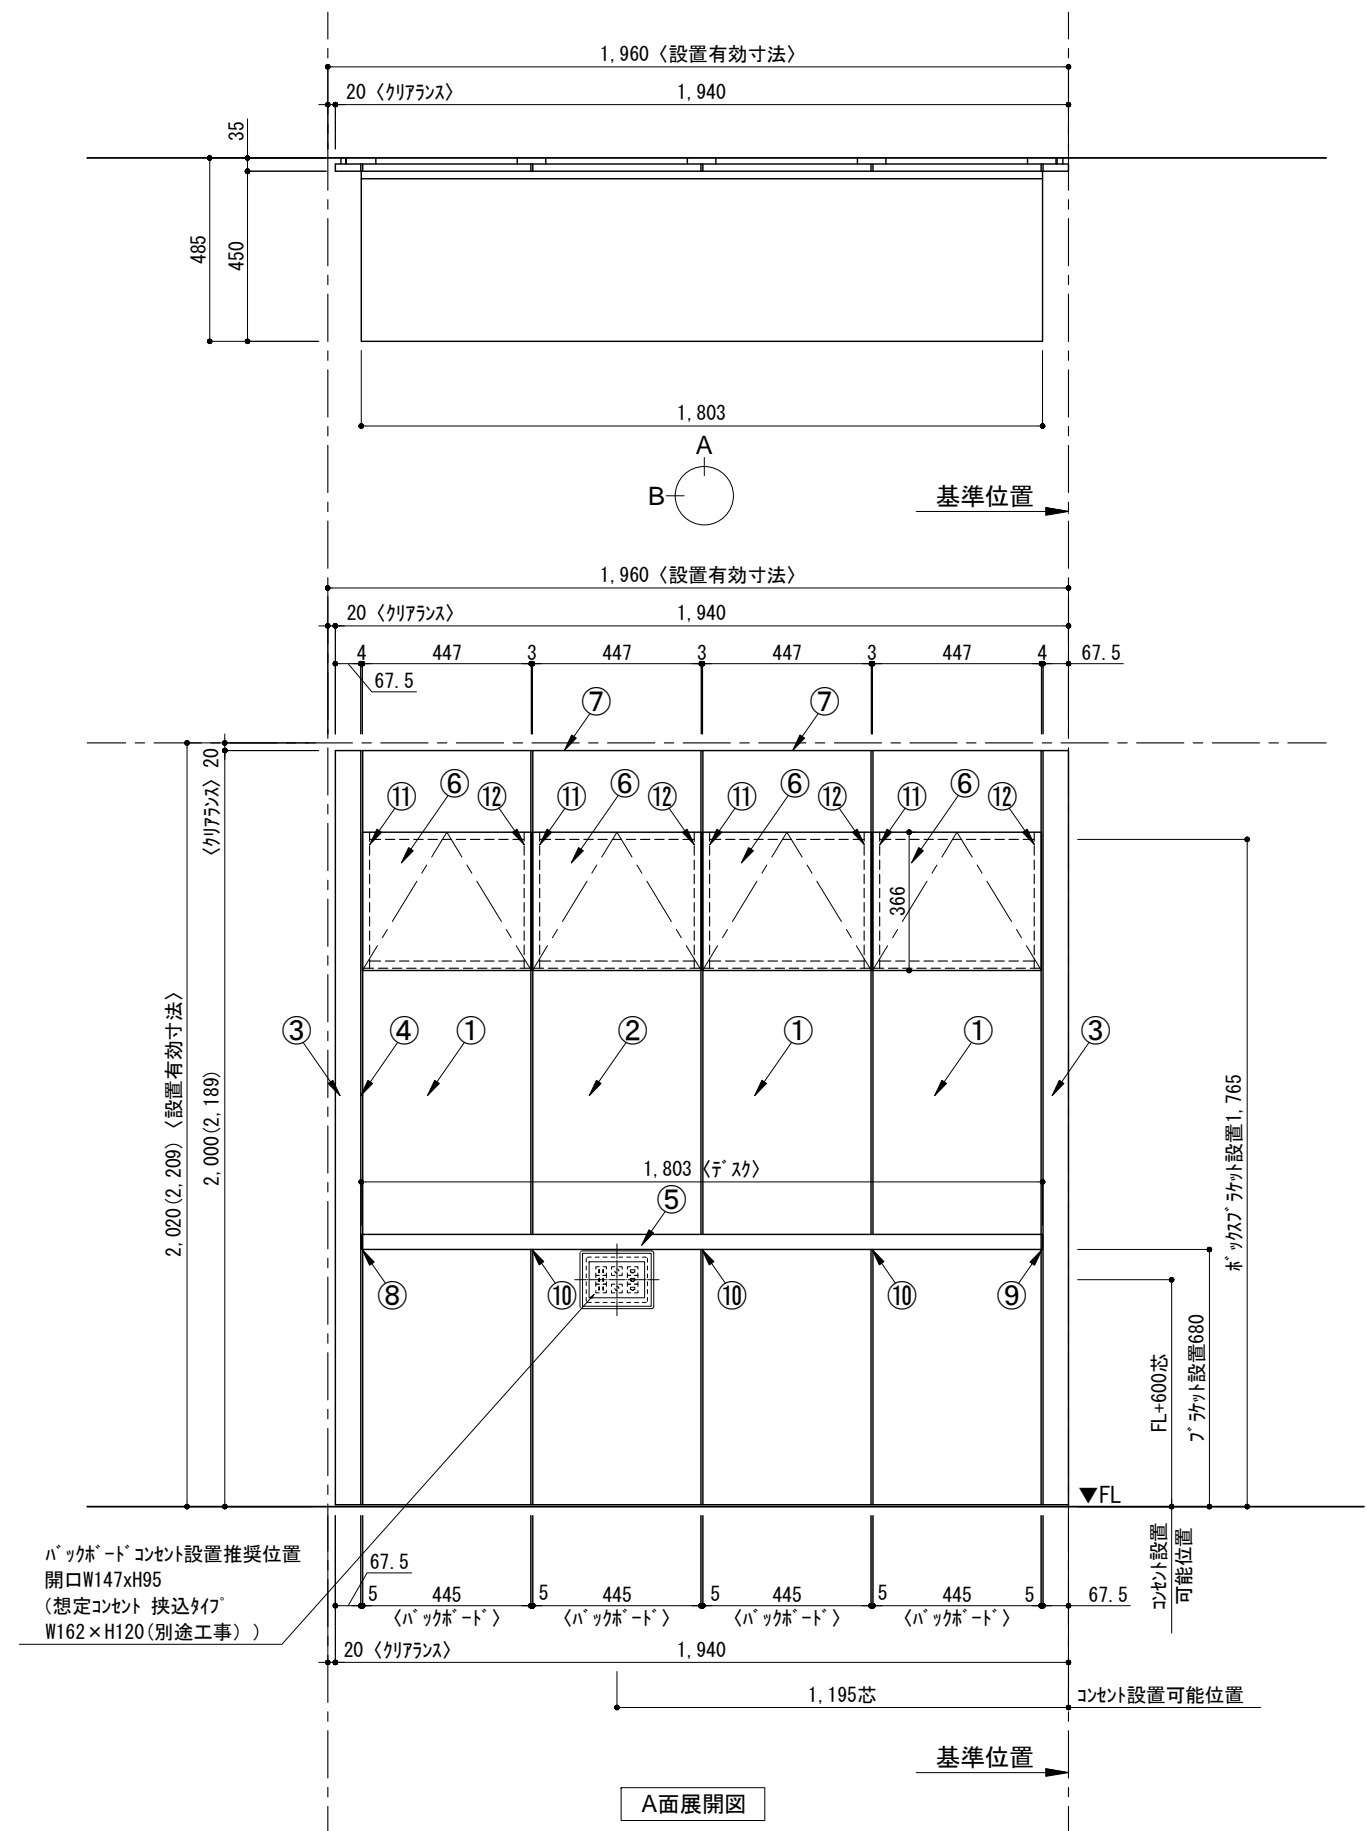 1,960〈設置有効寸法〉
20〈ｸﾘｱﾗﾝｽ〉 1,940
35
485
450
1,803
A
B
基準位置
1,960〈設置有効寸法〉
20〈ｸﾘｱﾗﾝｽ〉 1,940
4 447 3 447 3 447 3 447 4 67.5
67.5
⑦ ⑦
〈ｸﾘｱﾗﾝｽ〉20
⑪ ⑥ ⑫ ⑪ ⑥ ⑫ ⑪ ⑥ ⑫ ⑪ ⑥ ⑫
366
③ ④ ① ② ① ① ③
2,020(2,209)〈設置有効寸法〉
2,000(2,189)
ﾎﾞｯｸｽﾌﾞﾗｹｯﾄ設置1,765
1,803〈ﾃﾞｽｸ〉
⑤
⑧ ⑩ ⑩ ⑩ ⑨
FL+600芯
ﾌﾞﾗｹｯﾄ設置680
▼FL
ｺﾝｾﾝﾄ設置
可能位置
ﾊﾞｯｸﾎﾞｰﾄﾞｺﾝｾﾝﾄ設置推奨位置
開口W147xH95
(想定ｺﾝｾﾝﾄ 挟込ﾀｲﾌﾟ
W162×H120(別途工事) )
67.5
5 445 5 445 5 445 5 445 5 67.5
〈ﾊﾞｯｸﾎﾞｰﾄﾞ〉 〈ﾊﾞｯｸﾎﾞｰﾄﾞ〉 〈ﾊﾞｯｸﾎﾞｰﾄﾞ〉 〈ﾊﾞｯｸﾎﾞｰﾄﾞ〉
20〈ｸﾘｱﾗﾝｽ〉 1,940
1,195芯 ｺﾝｾﾝﾄ設置可能位置
基準位置
A面展開図